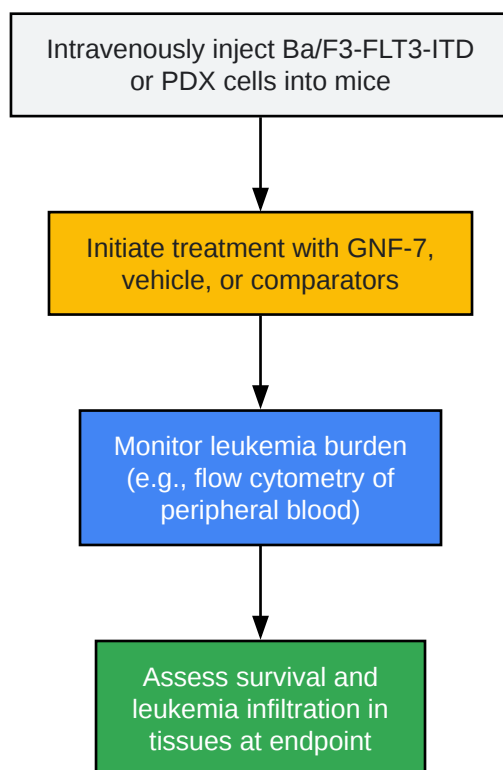 Intravenously inject Ba/F3-FLT3-ITD
or PDX cells into mice
Initiate treatment with GNF-7,
vehicle, or comparators
Monitor leukemia burden
(e.g., flow cytometry of
peripheral blood)
Assess survival and
leukemia infiltration in
tissues at endpoint